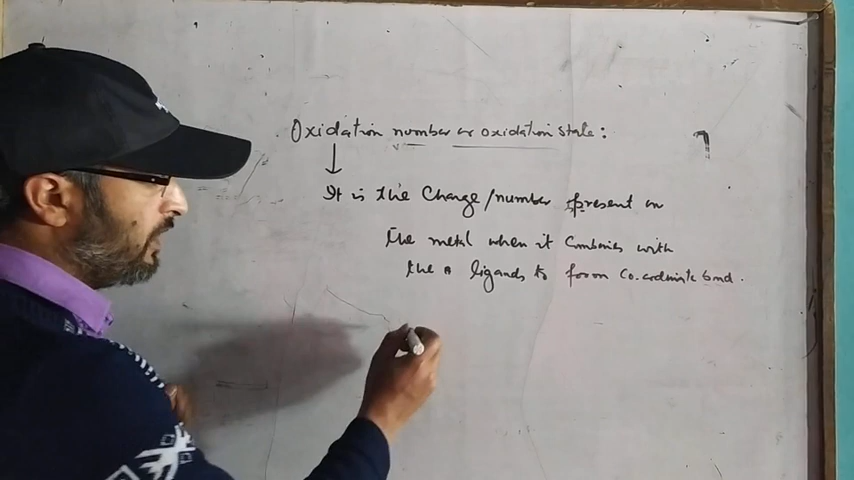 Oxidation number or oxidation state:
It is the Charge/number present on
the metal when it Combines with
the ligands to form Co.ordinate bond.